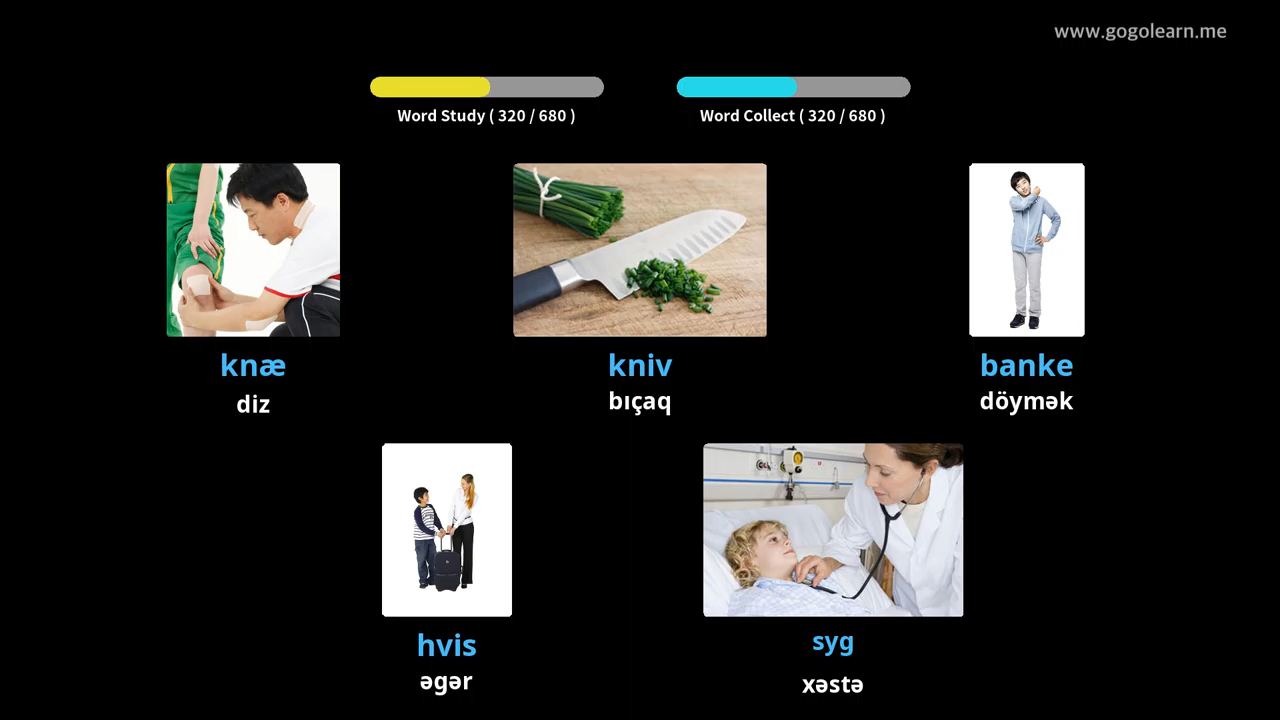 www.gogolearn.me
Word Study ( 320 / 680 )
Word Collect ( 320 / 680 )
knæ
diz
kniv
bıçaq
banke
döymək
hvis
əgər
syg
xəstə